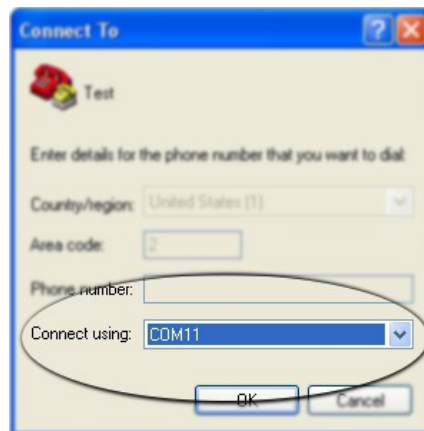 Connect To
Test
Enter details for the phone number that you want to dial:
Country/region: United States (1)
Area code: 2
Phone number:
Connect using: COM11
OK Cancel